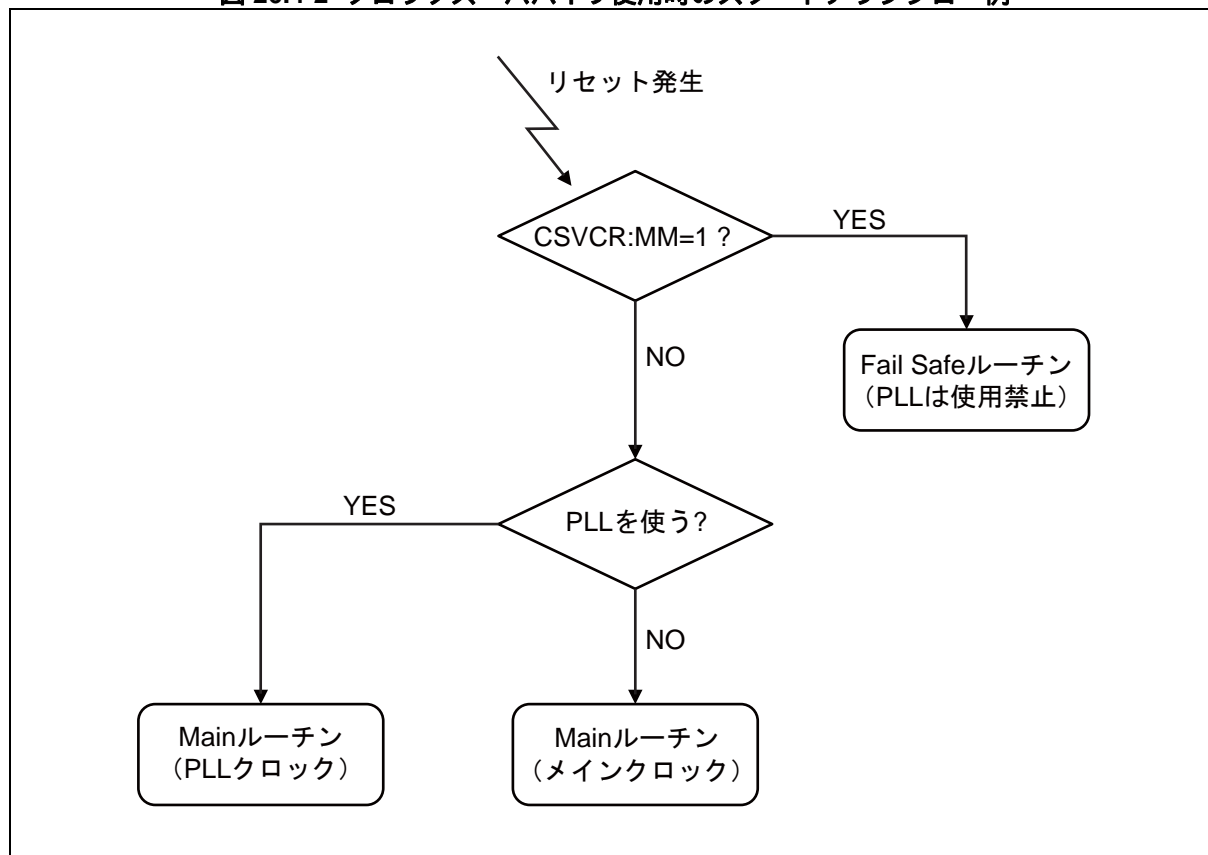 リセット発生
CSVCR:MM=1 ?
YES
NO
Fail Safeルーチン
（PLLは使用禁止）
YES
PLLを使う?
NO
Mainルーチン
（PLLクロック）
Mainルーチン
（メインクロック）